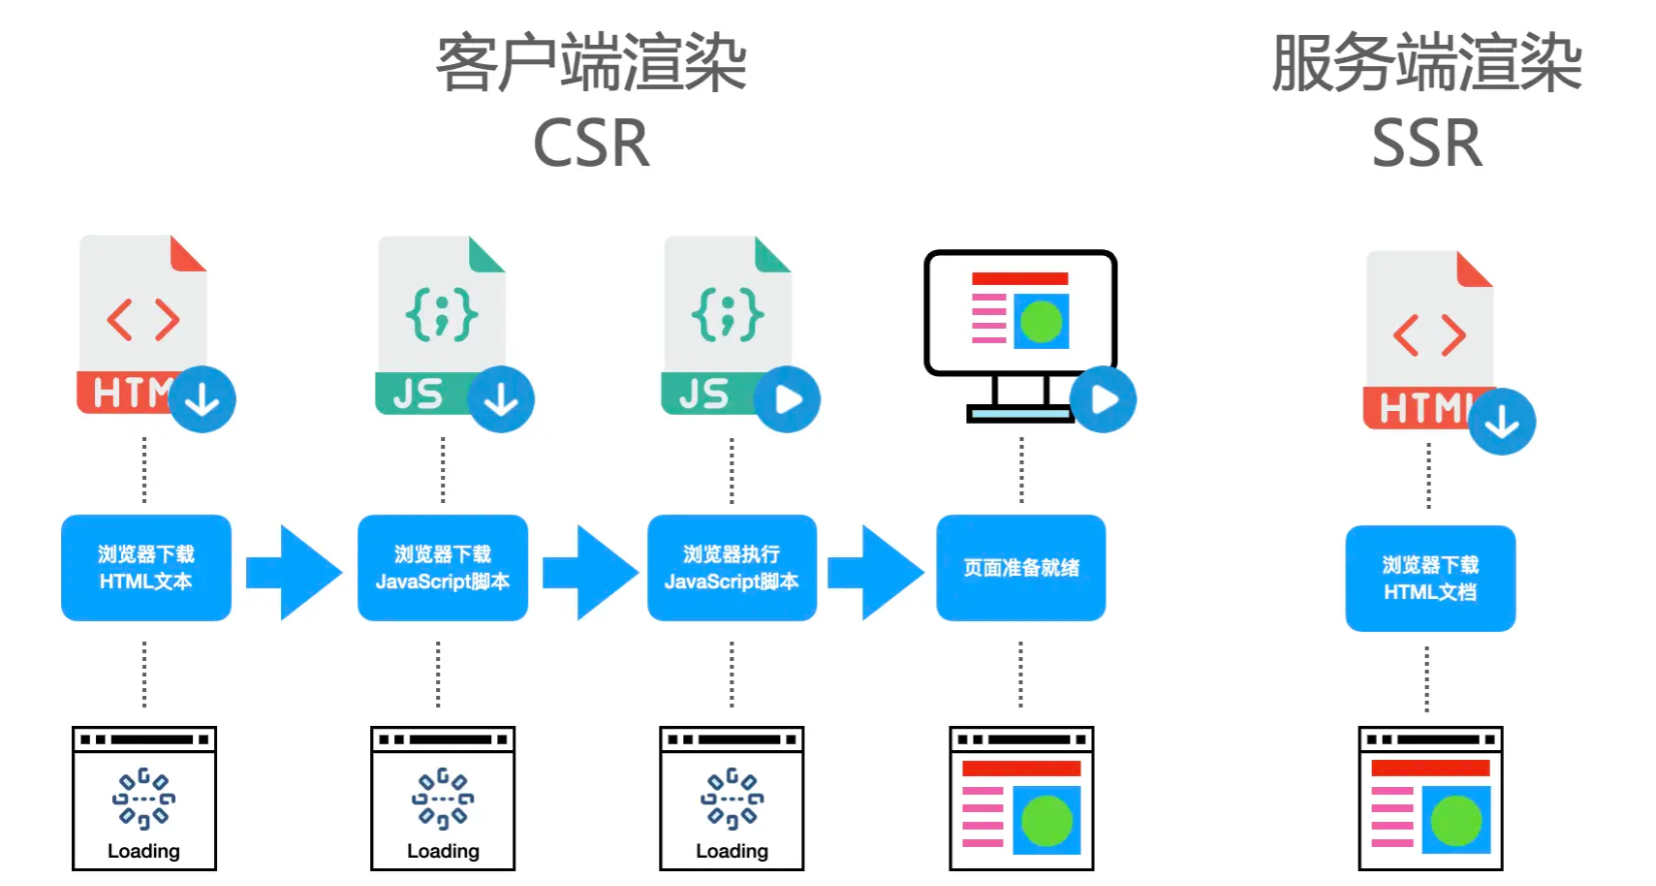 客户端渲染
CSR
服务端渲染
SSR
HTM
JS
JS
HTML
浏览器下载
HTML文本
浏览器下载
JavaScript脚本
浏览器执行
JavaScript脚本
页面准备就绪
浏览器下载
HTML文档
Loading
Loading
Loading